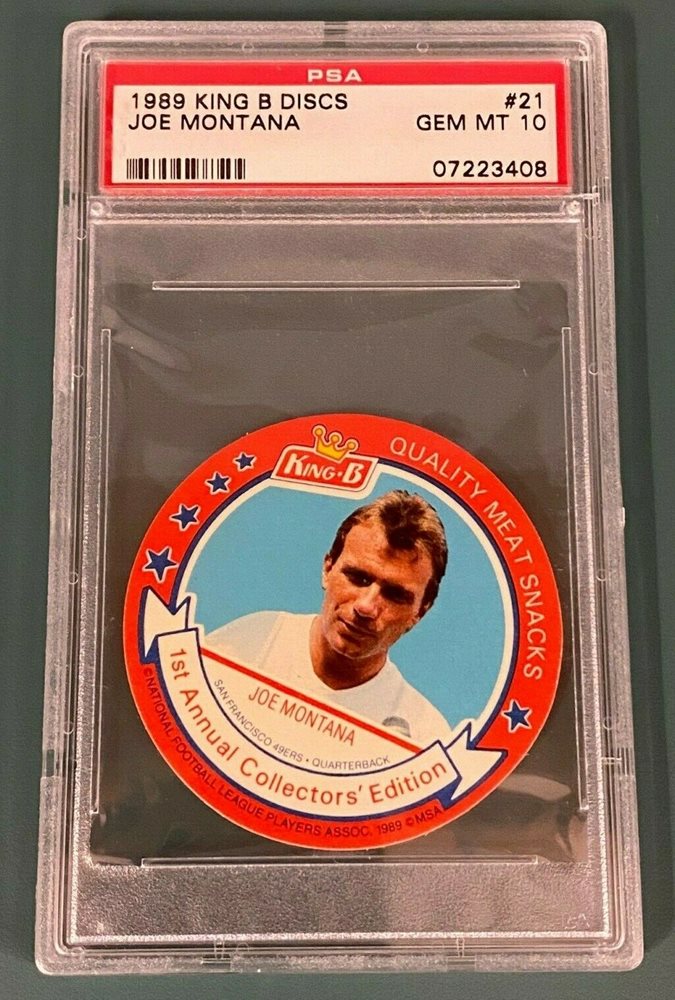 PSA
1989 KING B DISCS #21
JOE MONTANA GEM MT 10
07223408
KING·B
QUALITY MEAT SNACKS
JOE MONTANA
SAN FRANCISCO 49ERS • QUARTERBACK
1st Annual Collectors' Edition
© NATIONAL FOOTBALL LEAGUE PLAYERS ASSOC. 1989 © MSA